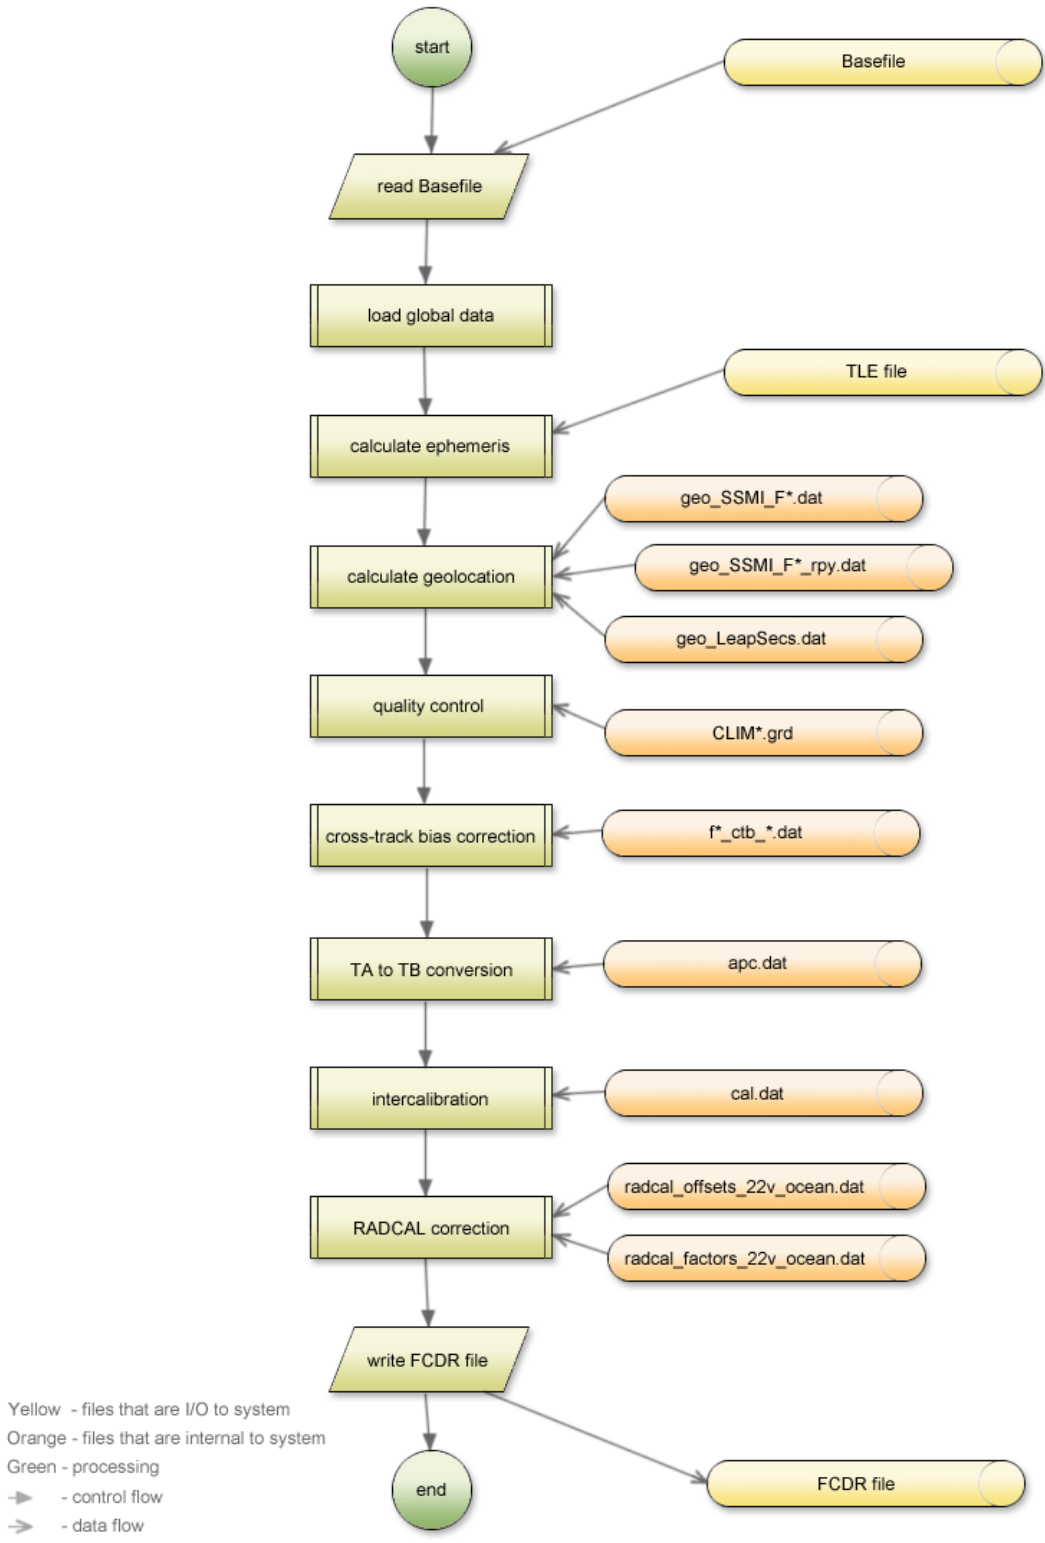 start
Basefile
read Basefile
load global data
TLE file
calculate ephemeris
geo_SSMI_F*.dat
geo_SSMI_F*_rpy.dat
calculate geolocation
geo_LeapSecs.dat
quality control
CLIM*.grd
cross-track bias correction
f*_ctb_*.dat
TA to TB conversion
apc.dat
intercalibration
cal.dat
radcal_offsets_22v_ocean.dat
RADCAL correction
radcal_factors_22v_ocean.dat
write FCDR file
Yellow - files that are I/O to system
Orange - files that are internal to system
Green - processing
- control flow
- data flow
end
FCDR file